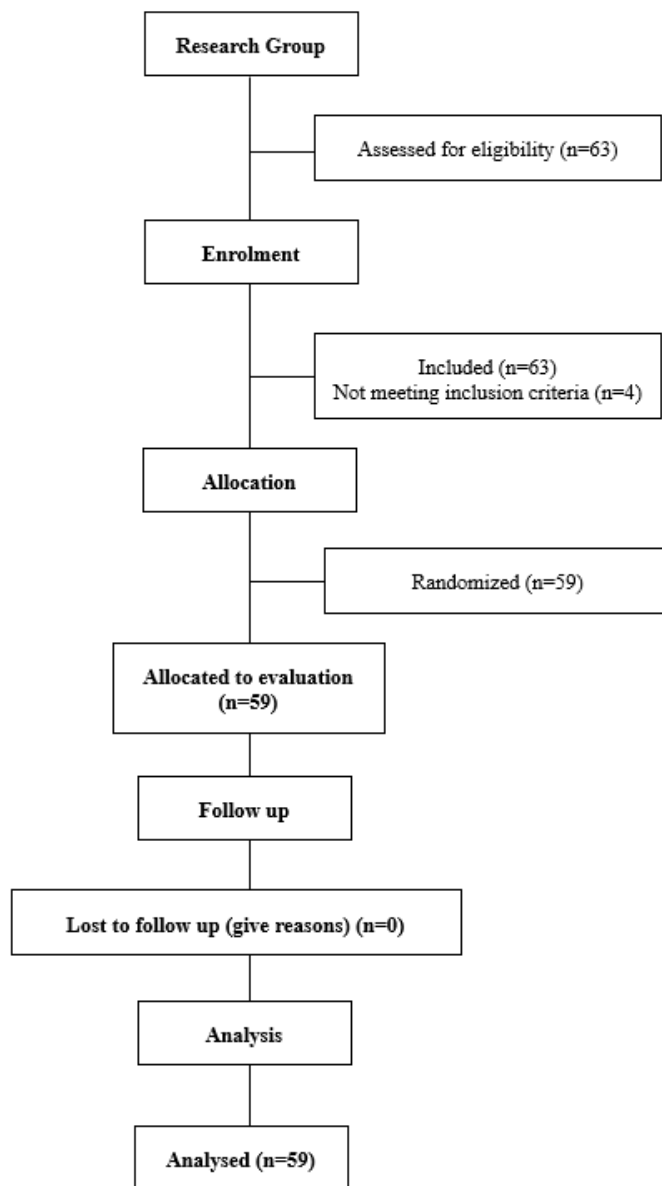 Research Group
Assessed for eligibility (n=63)
Enrolment
Included (n=63)
Not meeting inclusion criteria (n=4)
Allocation
Randomized (n=59)
Allocated to evaluation
(n=59)
Follow up
Lost to follow up (give reasons) (n=0)
Analysis
Analysed (n=59)